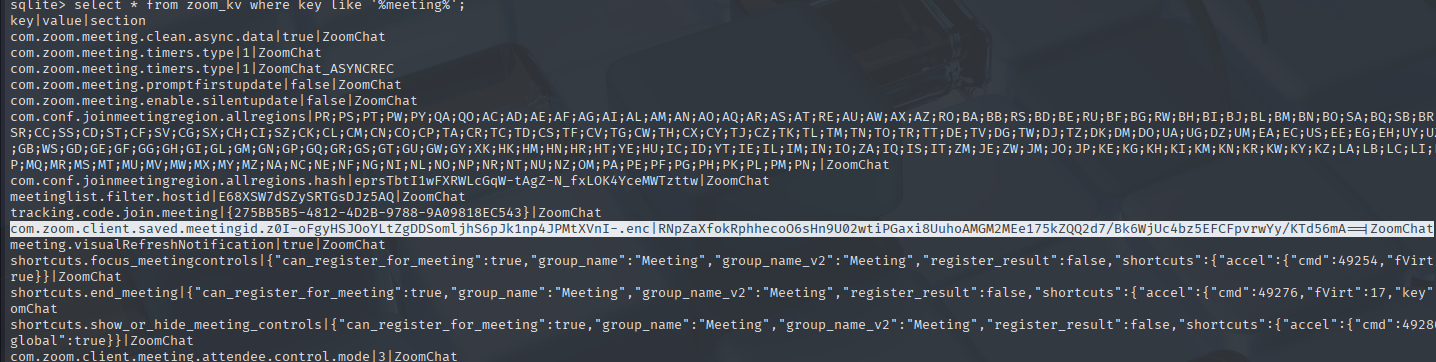 sqlite> select * from zoom_kv where key like '%meeting%';
key|value|section
com.zoom.meeting.clean.async.data|true|ZoomChat
com.zoom.meeting.timers.type|1|ZoomChat
com.zoom.meeting.timers.type|1|ZoomChat_ASYNCREC
com.zoom.meeting.promptfirstupdate|false|ZoomChat
com.zoom.meeting.enable.silentupdate|false|ZoomChat
com.conf.joinmeetingregion.allregions|PR;PS;PT;PW;PY;QA;QO;AC;AD;AE;AF;AG;AI;AL;AM;AN;AO;AQ;AR;AS;AT;RE;AU;AW;AX;AZ;RO;BA;BB;RS;BD;BE;RU;BF;BG;RW;BH;BI;BJ;BL;BM;BN;BO;SA;BQ;SB;BR
SR;CC;SS;CD;ST;CF;SV;CG;SX;CH;CI;SZ;CK;CL;CM;CN;CO;CP;TA;CR;TC;TD;CS;TF;CV;TG;CW;TH;CX;CY;TJ;CZ;TK;TL;TM;TN;TO;TR;TT;DE;TV;DG;TW;DJ;TZ;DK;DM;DO;UA;UG;DZ;UM;EA;EC;US;EE;EG;EH;UY;UZ
;GB;WS;GD;GE;GF;GG;GH;GI;GL;GM;GN;GP;GQ;GR;GS;GT;GU;GW;GY;XK;HK;HM;HN;HR;HT;YE;HU;IC;ID;YT;IE;IL;IM;IN;IO;ZA;IQ;IS;IT;ZM;JE;ZW;JM;JO;JP;KE;KG;KH;KI;KM;KN;KR;KW;KY;KZ;LA;LB;LC;LI;
P;MQ;MR;MS;MT;MU;MV;MW;MX;MY;MZ;NA;NC;NE;NF;NG;NI;NL;NO;NP;NR;NT;NU;NZ;OM;PA;PE;PF;PG;PH;PK;PL;PM;PN;|ZoomChat
com.conf.joinmeetingregion.allregions.hash|eprsTbtI1wFXRWLcGqW-tAgZ-N_fxLOK4YceMWTzttw|ZoomChat
meetinglist.filter.hostid|E68XSW7dSZySRTGsDJz5AQ|ZoomChat
tracking.code.join.meeting|{275BB5B5-4812-4D2B-9788-9A09818EC543}|ZoomChat
com.zoom.client.saved.meetingid.z0I-oFgyHSJOoYLtZgDDSomljhS6pJk1np4JPMtXVnI-.enc|RNpZaXfokRphhecoO6sHn9U02wtiPGaxi8UuhoAMGM2MEe175kZQQ2d7/Bk6WjUc4bz5EFCFpvrwYy/KTd56mA==|ZoomChat
meeting.visualRefreshNotification|true|ZoomChat
shortcuts.focus_meetingcontrols|{"can_register_for_meeting":true,"group_name":"Meeting","group_name_v2":"Meeting","register_result":false,"shortcuts":{"accel":{"cmd":49254,"fVirt
rue}}|ZoomChat
shortcuts.end_meeting|{"can_register_for_meeting":true,"group_name":"Meeting","group_name_v2":"Meeting","register_result":false,"shortcuts":{"accel":{"cmd":49276,"fVirt":17,"key"
omChat
shortcuts.show_or_hide_meeting_controls|{"can_register_for_meeting":true,"group_name":"Meeting","group_name_v2":"Meeting","register_result":false,"shortcuts":{"accel":{"cmd":4928
global":true}}|ZoomChat
com.zoom.client.meeting.attendee.control.mode|3|ZoomChat